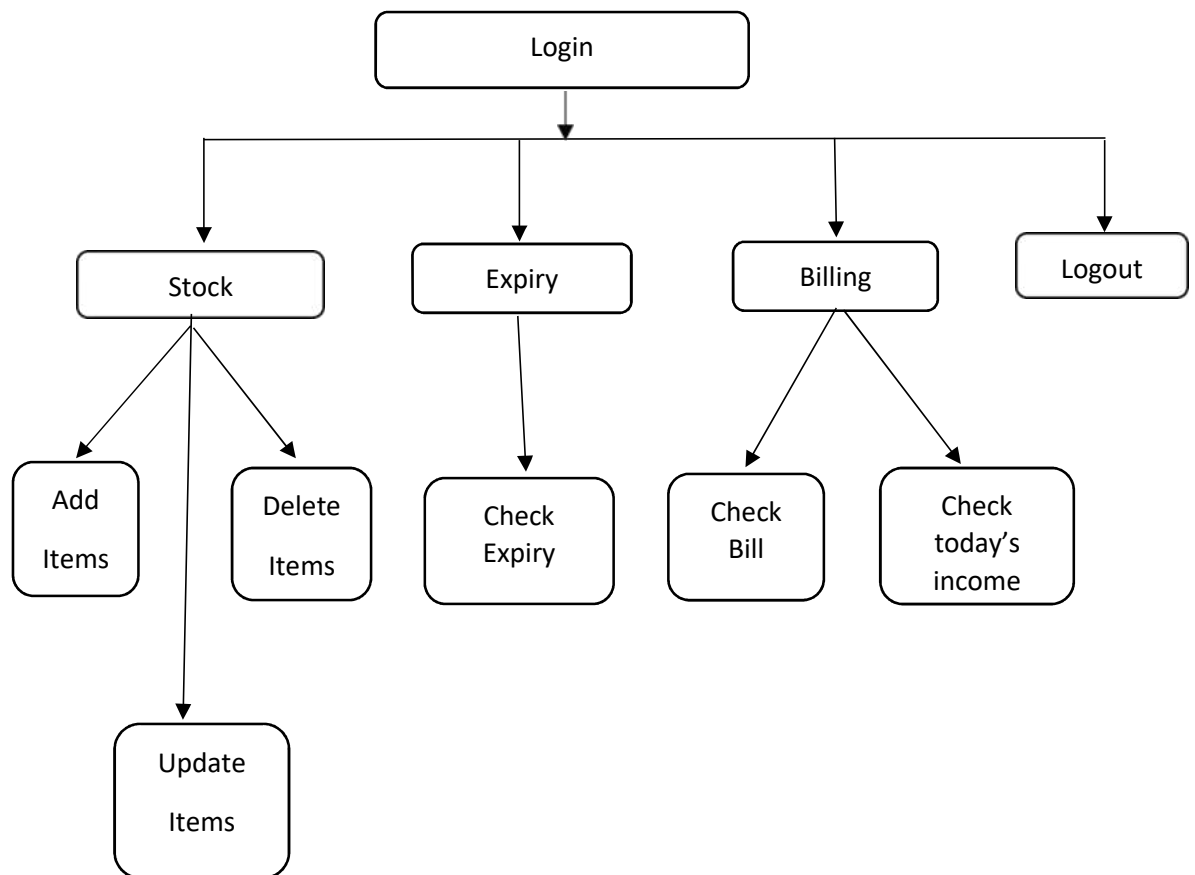 Login
Stock
Expiry
Billing
Logout
Add
Items
Delete
Items
Check
Expiry
Check
Bill
Check
today’s
income
Update
Items